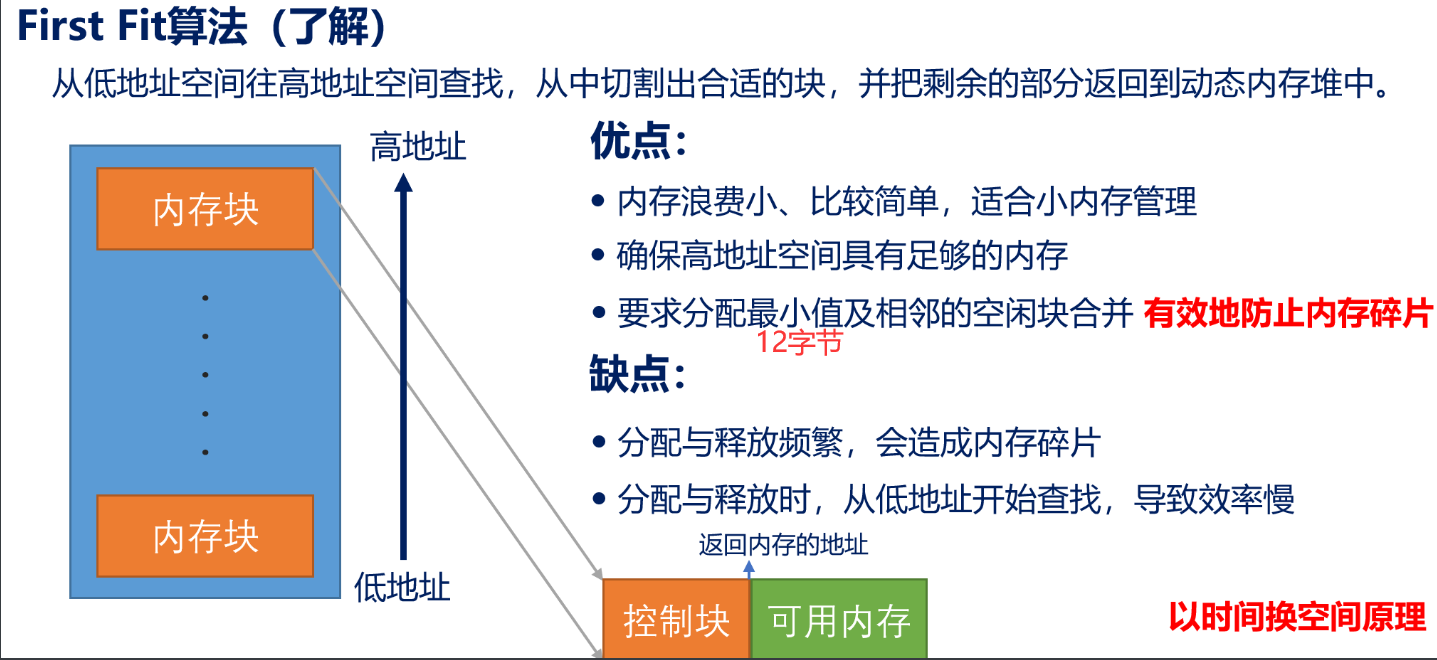 First Fit算法（了解）
从低地址空间往高地址空间查找，从中切割出合适的块，并把剩余的部分返回到动态内存堆中。
高地址
内存块
内存块
低地址
优点：
• 内存浪费小、比较简单，适合小内存管理
• 确保高地址空间具有足够的内存
• 要求分配最小值及相邻的空闲块合并 有效地防止内存碎片
12字节
缺点：
• 分配与释放频繁，会造成内存碎片
• 分配与释放时，从低地址开始查找，导致效率慢
返回内存的地址
控制块 可用内存
以时间换空间原理